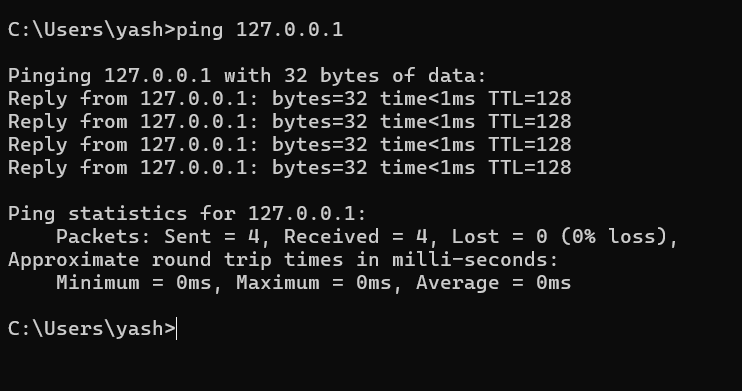 C:\Users\yash>ping 127.0.0.1
Pinging 127.0.0.1 with 32 bytes of data:
Reply from 127.0.0.1: bytes=32 time<1ms TTL=128
Reply from 127.0.0.1: bytes=32 time<1ms TTL=128
Reply from 127.0.0.1: bytes=32 time<1ms TTL=128
Reply from 127.0.0.1: bytes=32 time<1ms TTL=128
Ping statistics for 127.0.0.1:
    Packets: Sent = 4, Received = 4, Lost = 0 (0% loss),
Approximate round trip times in milli-seconds:
    Minimum = 0ms, Maximum = 0ms, Average = 0ms
C:\Users\yash>